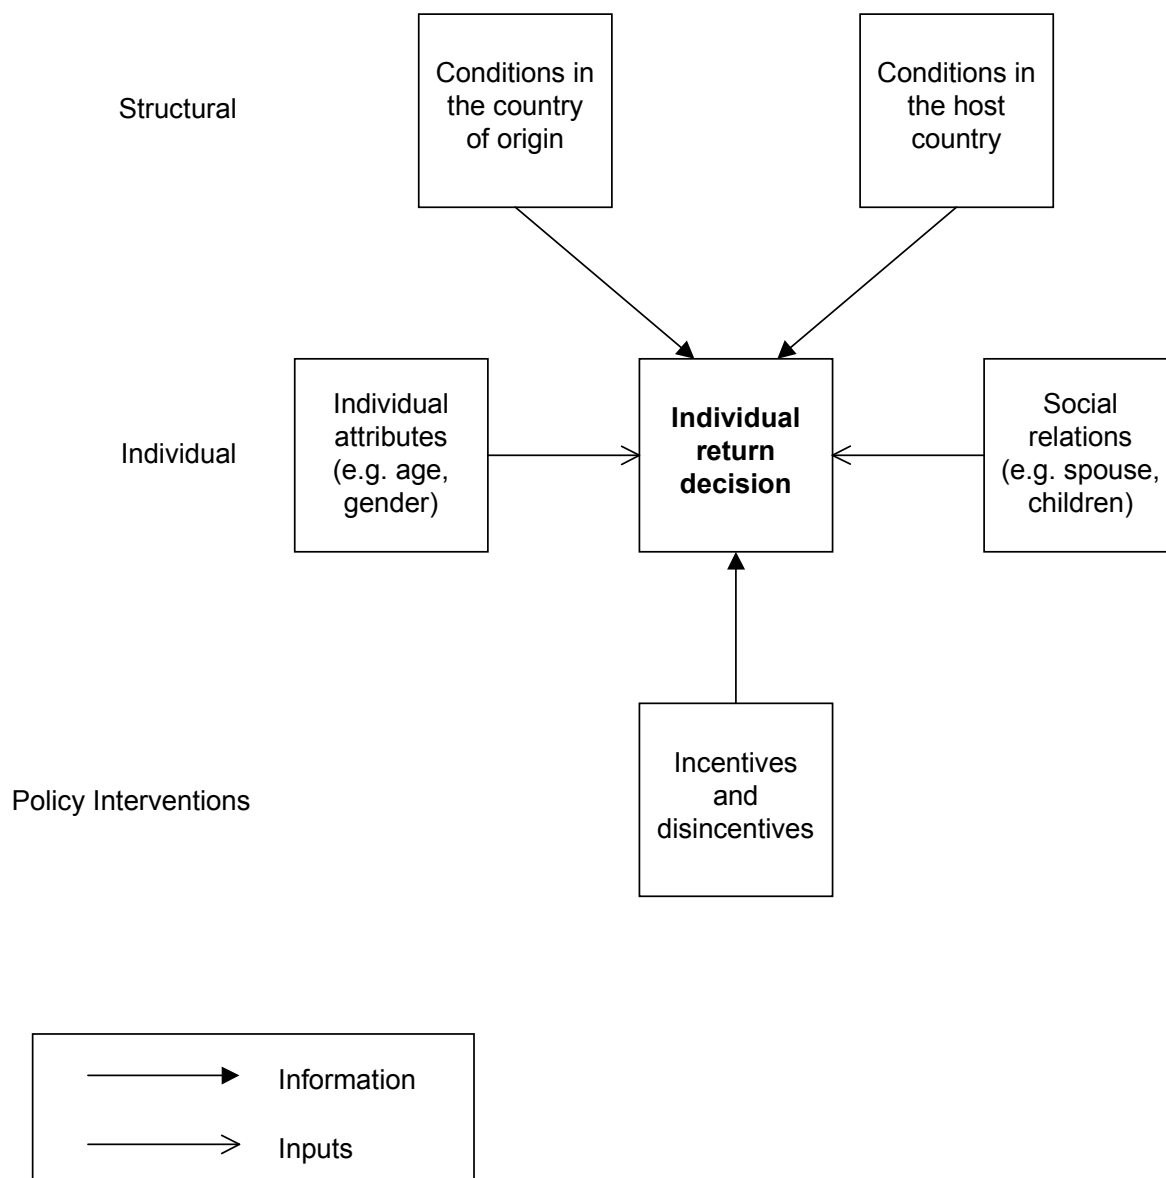 Structural
Conditions in
the country
of origin
Conditions in
the host
country
Individual
Individual
attributes
(e.g. age,
gender)
Individual
return
decision
Social
relations
(e.g. spouse,
children)
Policy Interventions
Incentives
and
disincentives
Information
Inputs